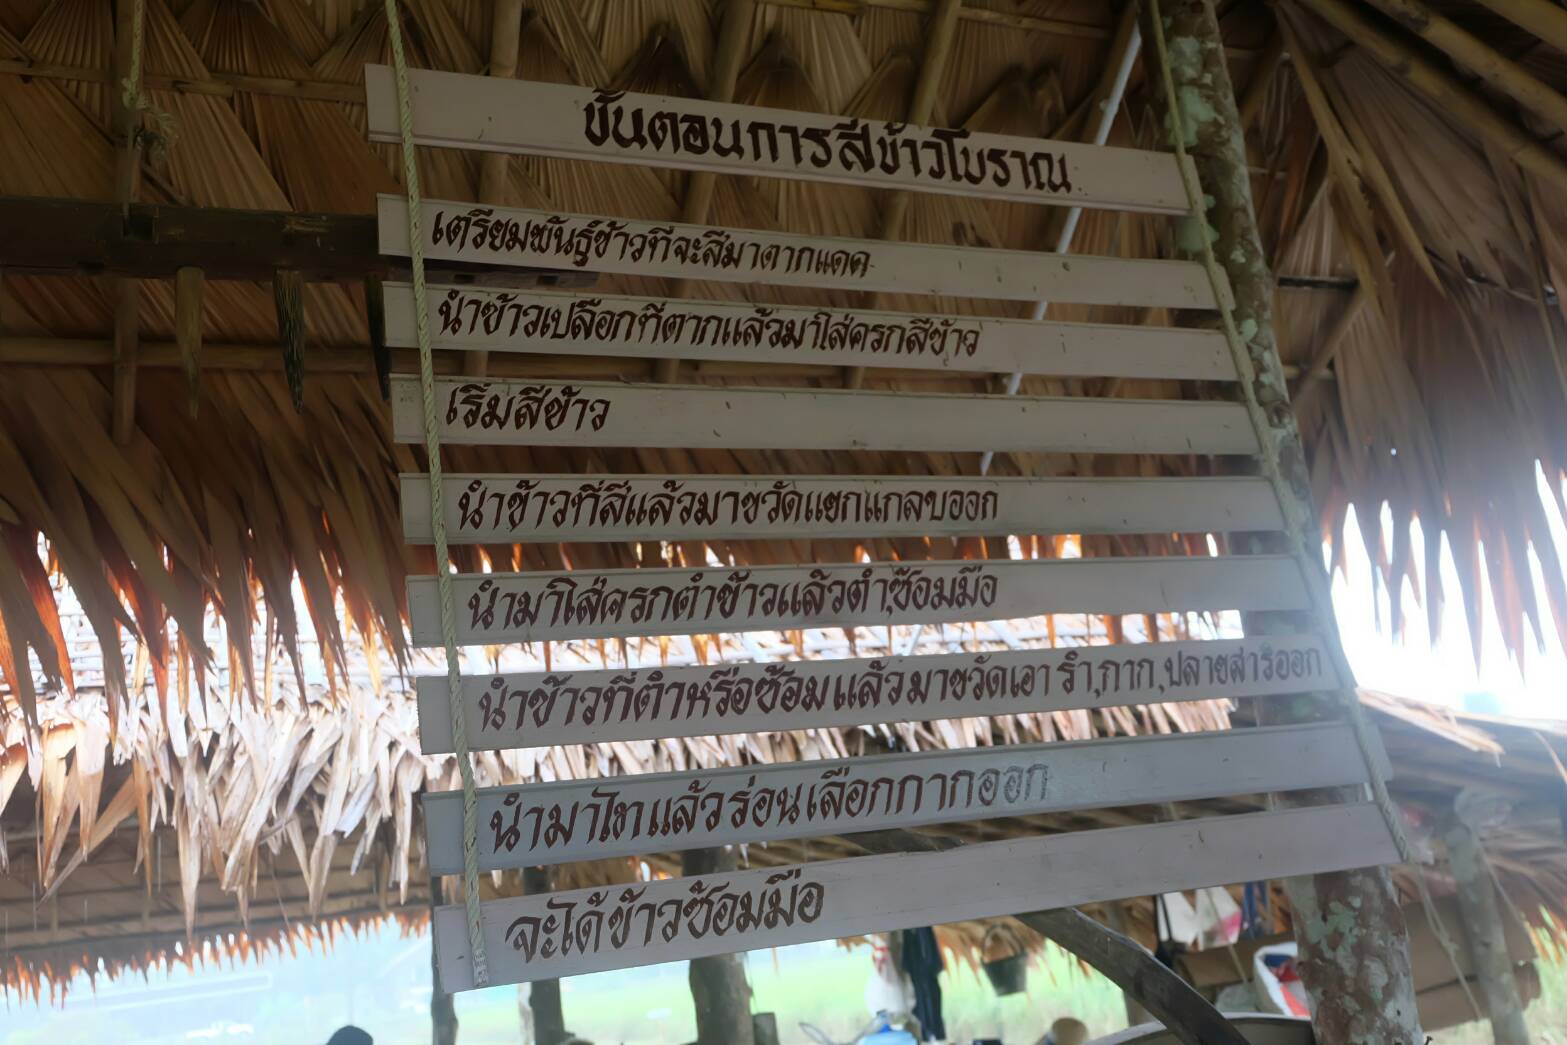 ขั้นตอนการสีข้าวโบราณ
เตรียมพันธุ์ข้าวที่จะสีมาตากแดด
นำข้าวเปลือกที่ตากแล้วมาใส่ครกสีข้าว
เริ่มสีข้าว
นำข้าวที่สีแล้วมาขวัดแยกแกลบออก
นำมาใส่ครกตำข้าวแล้วตำ,ซ้อมมือ
นำข้าวที่ตำหรือซ้อมแล้วมาขวัดเอา รำ,กาก,ปลายสารออก
นำมาโทแล้วร่อนเลือกกากออก
จะได้ข้าวซ้อมมือ